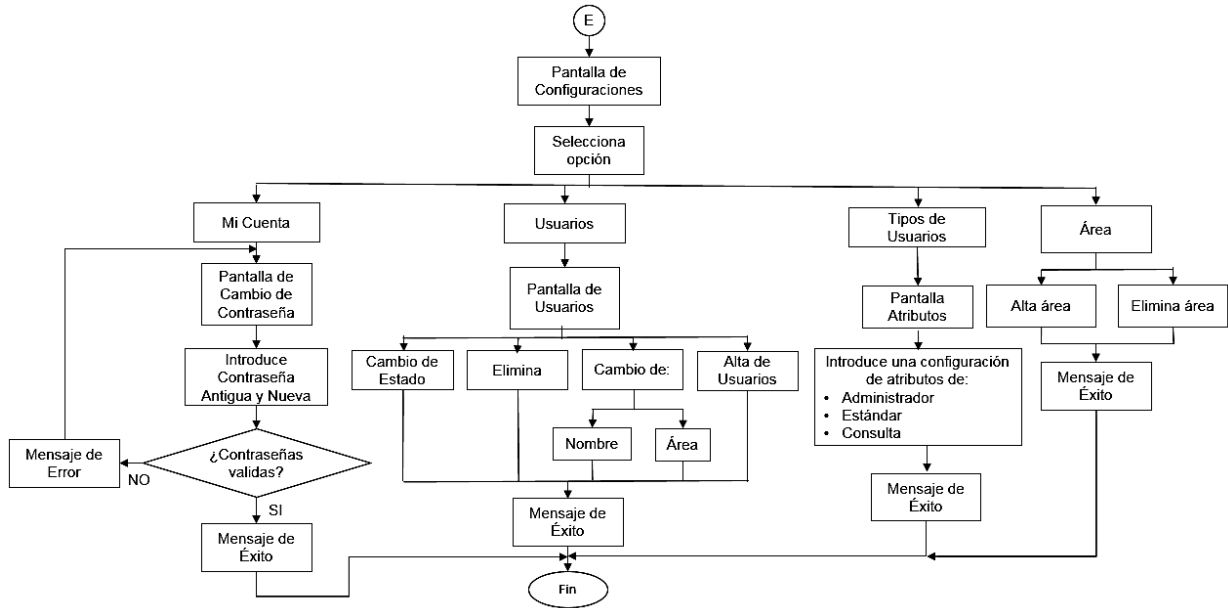 E
Pantalla de
Configuraciones
Selecciona
opción
Mi Cuenta
Usuarios
Tipos de
Usuarios
Área
Pantalla de
Cambio de
Contraseña
Pantalla de
Usuarios
Pantalla
Atributos
Alta área
Elimina área
Introduce
Contraseña
Antigua y Nueva
Cambio de
Estado
Elimina
Cambio de:
Alta de
Usuarios
Introduce una configuración
de atributos de:
• Administrador
• Estándar
• Consulta
Mensaje de
Éxito
Nombre
Área
¿Contraseñas
validas?
Mensaje de
Error
NO
SI
Mensaje de
Éxito
Mensaje de
Éxito
Mensaje de
Éxito
Fin